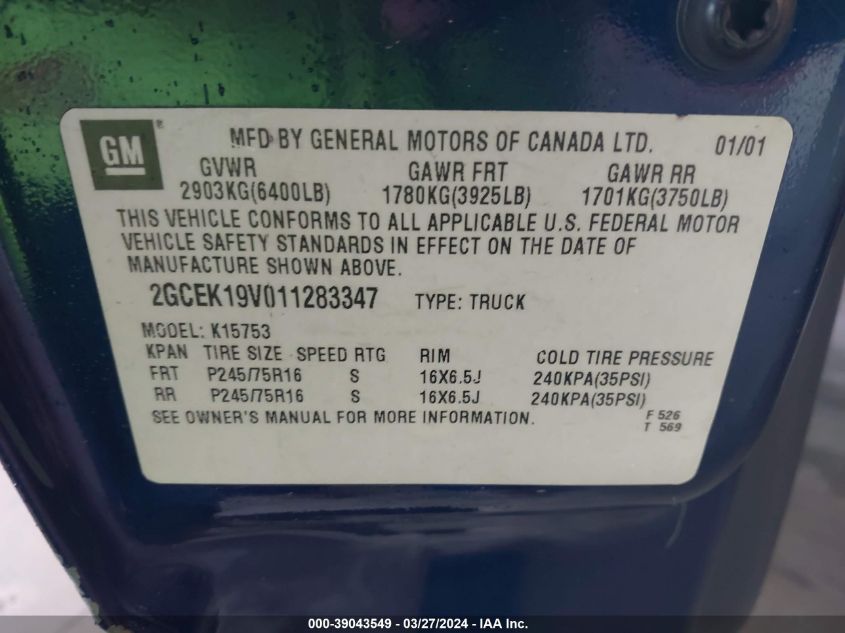 GM ® MFD BY GENERAL MOTORS OF CANADA LTD. 01/01
GVWR GAWR FRT GAWR RR
2903KG(6400LB) 1780KG(3925LB) 1701KG(3750LB)
THIS VEHICLE CONFORMS TO ALL APPLICABLE U.S. FEDERAL MOTOR
VEHICLE SAFETY STANDARDS IN EFFECT ON THE DATE OF
MANUFACTURE SHOWN ABOVE.
2GCEK19V011283347 TYPE: TRUCK
MODEL: K15753
KPAN TIRE SIZE SPEED RTG RIM COLD TIRE PRESSURE
FRT P245/75R16 S 16X6.5J 240KPA(35PSI)
RR P245/75R16 S 16X6.5J 240KPA(35PSI)
SEE OWNER'S MANUAL FOR MORE INFORMATION. F 526
T 569
000-39043549 - 03/27/2024 - IAA Inc.